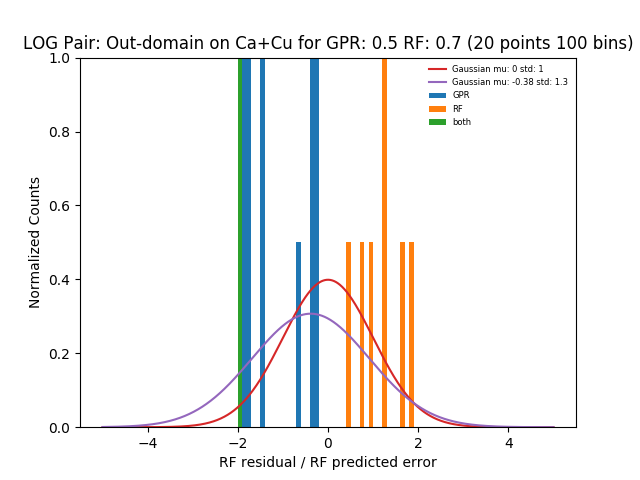 LOG Pair: Out-domain on Ca+Cu for GPR: 0.5 RF: 0.7 (20 points 100 bins)
Gaussian mu: 0 std: 1
Gaussian mu: -0.38 std: 1.3
GPR
RF
both
1.0
0.8
0.6
0.4
0.2
0.0
Normalized Counts
−4
−2
0
2
4
RF residual / RF predicted error